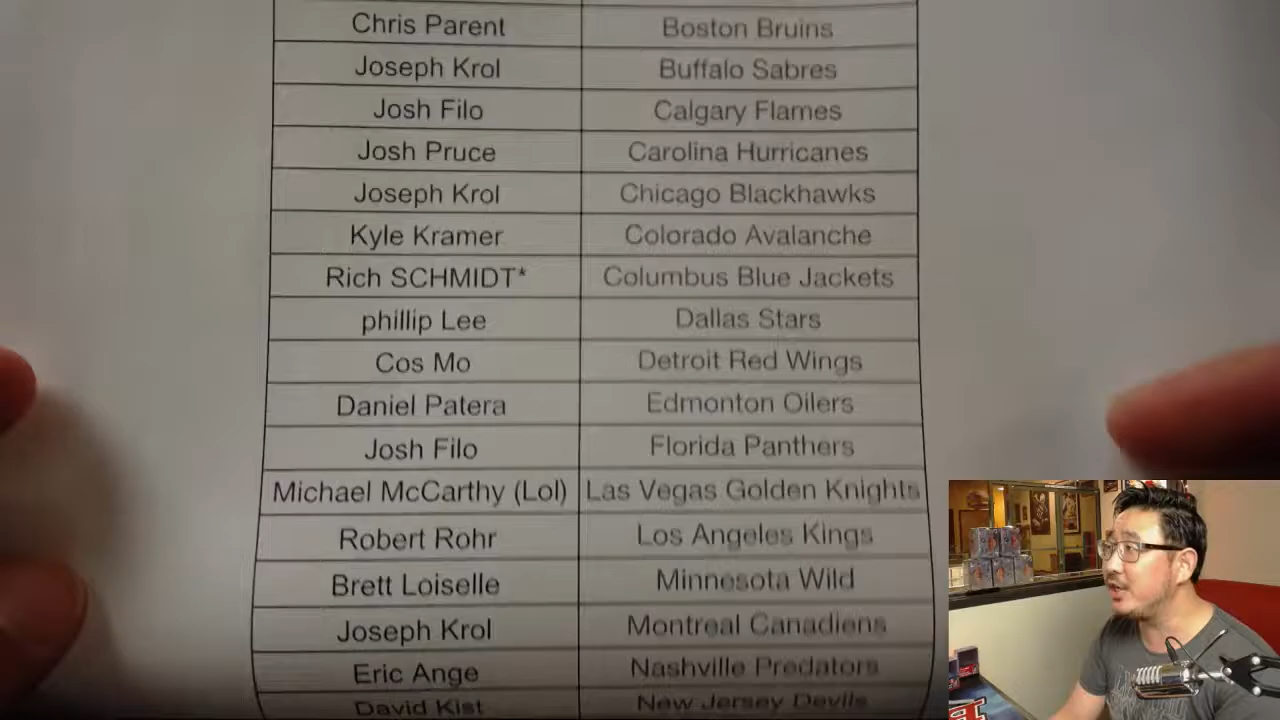 Chris Parent Boston Bruins
Joseph Krol Buffalo Sabres
Josh Filo Calgary Flames
Josh Pruce Carolina Hurricanes
Joseph Krol Chicago Blackhawks
Kyle Kramer Colorado Avalanche
Rich SCHMIDT* Columbus Blue Jackets
phillip Lee Dallas Stars
Cos Mo Detroit Red Wings
Daniel Patera Edmonton Oilers
Josh Filo Florida Panthers
Michael McCarthy (Lol) Las Vegas Golden Knights
Robert Rohr Los Angeles Kings
Brett Loiselle Minnesota Wild
Joseph Krol Montreal Canadiens
Eric Ange Nashville Predators
David Kist New Jersey Devils